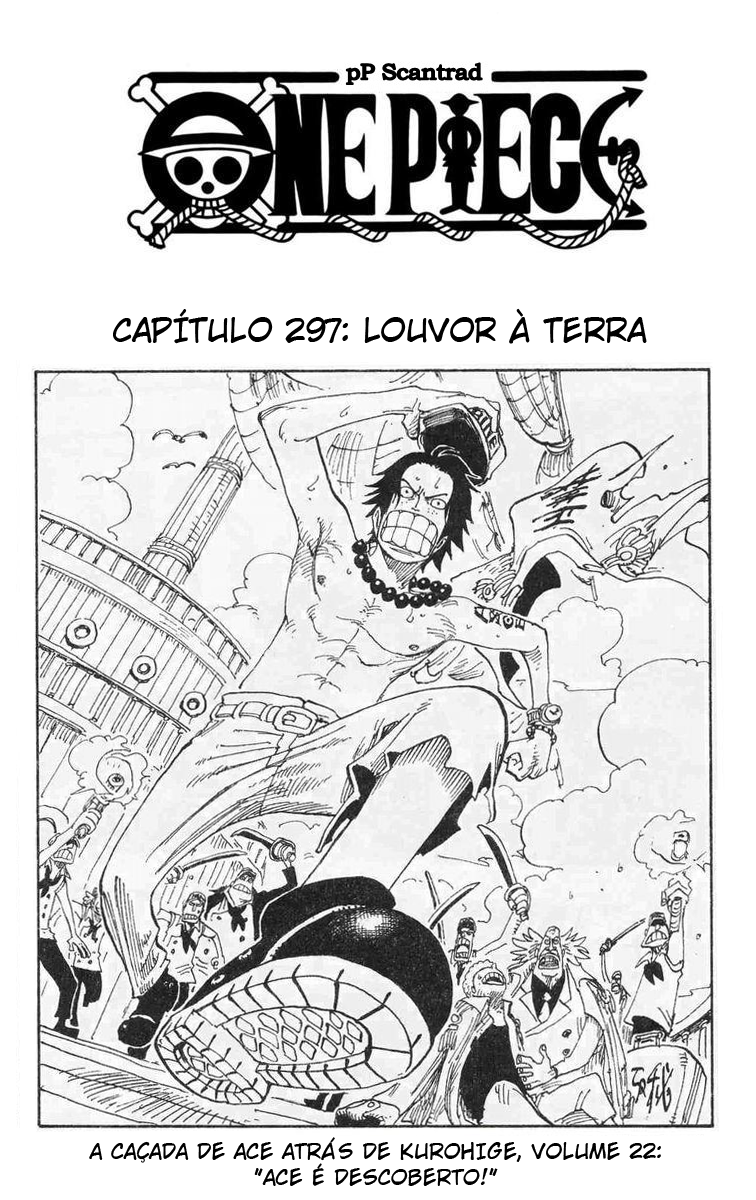 pP Scantrad
ONE PIECE
CAPÍTULO 297: LOUVOR À TERRA
A CAÇADA DE ACE ATRÁS DE KUROHIGE, VOLUME 22:
"ACE É DESCOBERTO!"